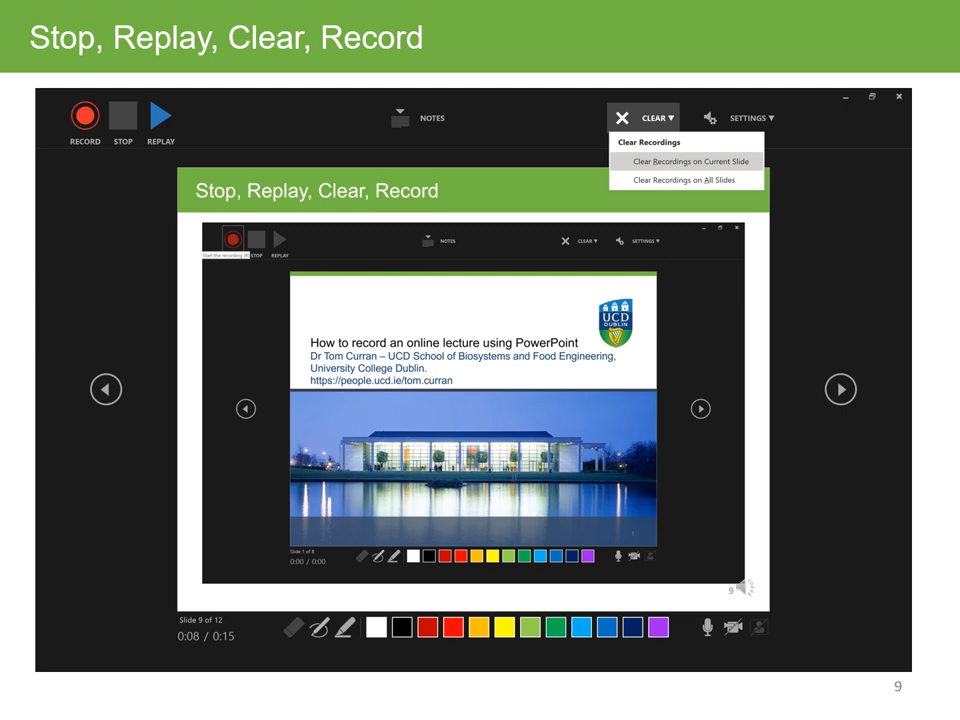 Stop, Replay, Clear, Record
NOTES
CLEAR
SETTINGS
RECORD STOP REPLAY
Clear Recordings
Clear Recordings on Current Slide
Clear Recordings on All Slides
Stop, Replay, Clear, Record
NOTES
CLEAR
SETTINGS
Start the recording (R) STOP REPLAY
UCD
DUBLIN
How to record an online lecture using PowerPoint
Dr Tom Curran – UCD School of Biosystems and Food Engineering,
University College Dublin.
https://people.ucd.ie/tom.curran
1
Slide 1 of 8
0:00 / 0:00
9
Slide 9 of 12
0:08 / 0:15
9